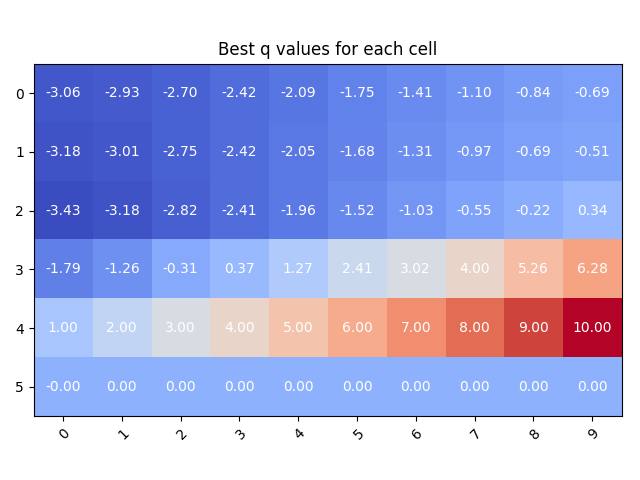 Best q values for each cell
0 -3.06 -2.93 -2.70 -2.42 -2.09 -1.75 -1.41 -1.10 -0.84 -0.69
1 -3.18 -3.01 -2.75 -2.42 -2.05 -1.68 -1.31 -0.97 -0.69 -0.51
2 -3.43 -3.18 -2.82 -2.41 -1.96 -1.52 -1.03 -0.55 -0.22 0.34
3 -1.79 -1.26 -0.31 0.37 1.27 2.41 3.02 4.00 5.26 6.28
4 1.00 2.00 3.00 4.00 5.00 6.00 7.00 8.00 9.00 10.00
5 -0.00 0.00 0.00 0.00 0.00 0.00 0.00 0.00 0.00 0.00
0 1 2 3 4 5 6 7 8 9